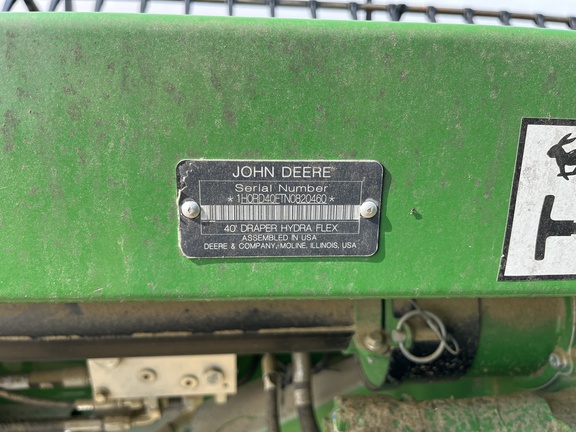 JOHN DEERE
Serial Number
*1H0RD40FTN0820460*
40' DRAPER HYDRA FLEX
ASSEMBLED IN USA
DEERE & COMPANY, MOLINE, ILLINOIS, USA